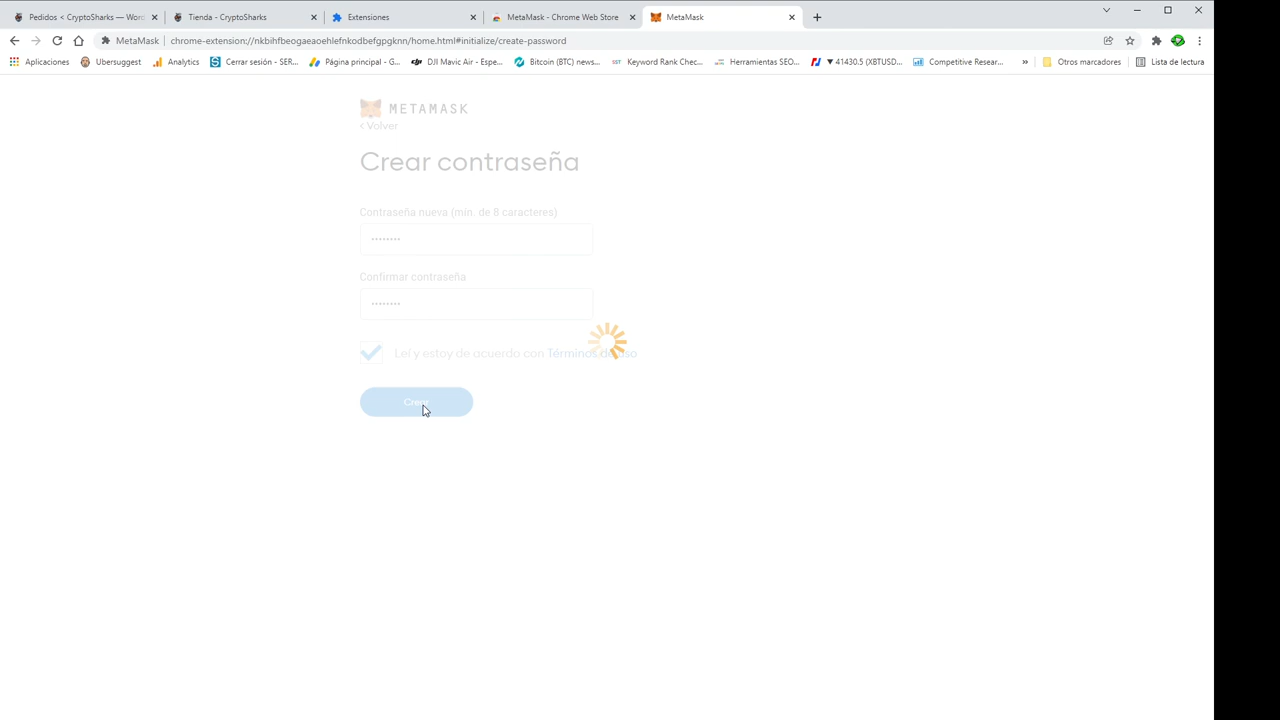 Pedidos < CryptoSharks — Wor
Tienda - CryptoSharks
Extensiones
MetaMask - Chrome Web Store
MetaMask
MetaMask
chrome-extension://nkbihfbeogaeaoehlefnkodbefgpgknn/home.html#initialize/create-password
Aplicaciones
Ubersuggest
Analytics
Cerrar sesión - SER...
Página principal - G...
DJI Mavic Air - Espe...
Bitcoin (BTC) news...
Keyword Rank Chec...
Herramientas SEO...
▼ 41430.5 (XBTUSD...
Competitive Resear...
»
Otros marcadores
Lista de lectura
METAMASK
< Volver
Crear contraseña
Contraseña nueva (mín. de 8 caracteres)
••••••••
Confirmar contraseña
••••••••
Leí y estoy de acuerdo con Términos de uso
Crear